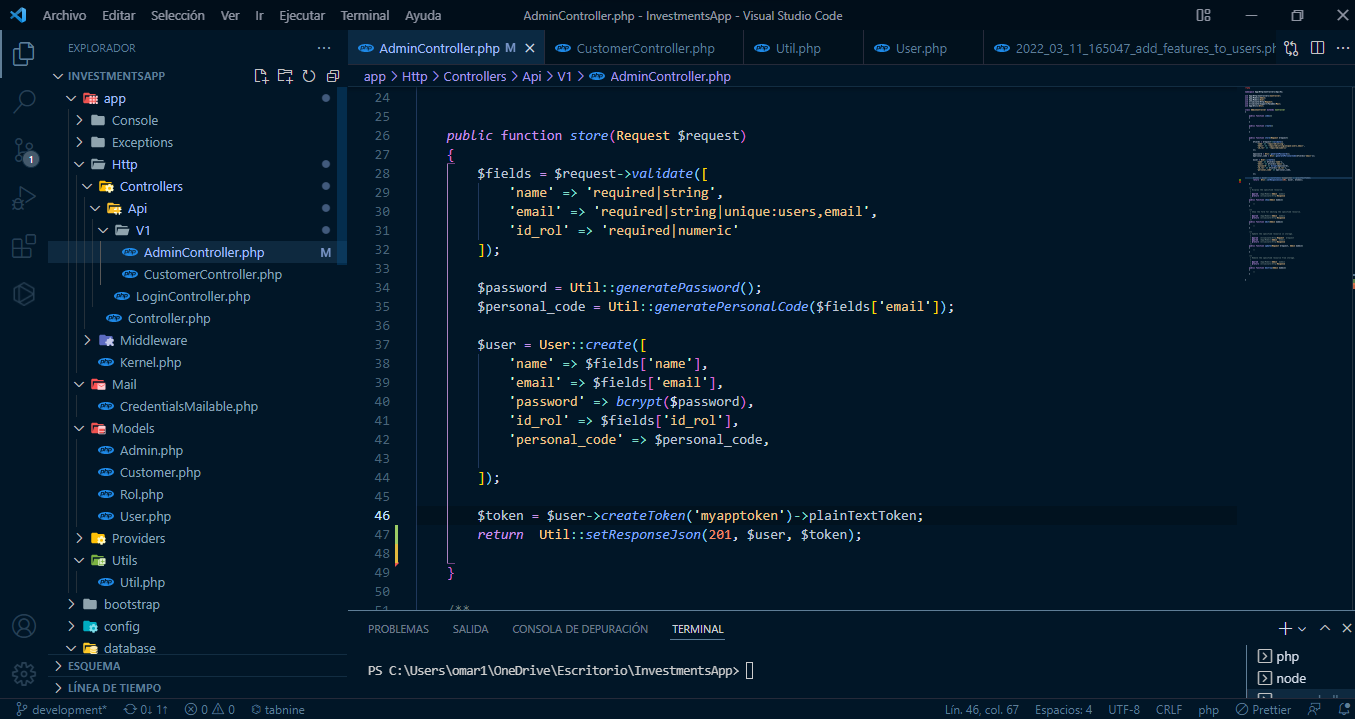 Archivo Editar Selección Ver Ir Ejecutar Terminal Ayuda AdminController.php - InvestmentsApp - Visual Studio Code
EXPLORADOR
INVESTMENTSAPP
app
Console
Exceptions
Http
Controllers
Api
V1
AdminController.php M
CustomerController.php
LoginController.php
Controller.php
Middleware
Kernel.php
Mail
CredentialsMailable.php
Models
Admin.php
Customer.php
Rol.php
User.php
Providers
Utils
Util.php
bootstrap
config
database
ESQUEMA
LÍNEA DE TIEMPO
1
AdminController.php M CustomerController.php Util.php User.php 2022_03_11_165047_add_features_to_users.ph
app > Http > Controllers > Api > V1 > AdminController.php
24
25
26 public function store(Request $request)
27 {
28 $fields = $request->validate([
29 'name' => 'required|string',
30 'email' => 'required|string|unique:users,email',
31 'id_rol' => 'required|numeric'
32 ]);
33
34 $password = Util::generatePassword();
35 $personal_code = Util::generatePersonalCode($fields['email']);
36
37 $user = User::create([
38 'name' => $fields['name'],
39 'email' => $fields['email'],
40 'password' => bcrypt($password),
41 'id_rol' => $fields['id_rol'],
42 'personal_code' => $personal_code,
43
44 ]);
45
46 $token = $user->createToken('myapptoken')->plainTextToken;
47 return  Util::setResponseJson(201, $user, $token);
48
49 }
50
51 /**
PROBLEMAS SALIDA CONSOLA DE DEPURACIÓN TERMINAL
PS C:\Users\omar1\OneDrive\Escritorio\InvestmentsApp>
php
node
development* 0↓ 1↑ 0 0 tabnine Lín. 46, col. 67 Espacios: 4 UTF-8 CRLF php Prettier